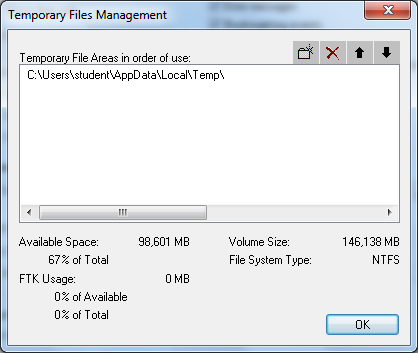 Temporary Files Management
Temporary File Areas in order of use:
C:\Users\student\AppData\Local\Temp\
Available Space: 98,601 MB Volume Size: 146,138 MB
67% of Total File System Type: NTFS
FTK Usage: 0 MB
0% of Available
0% of Total
OK